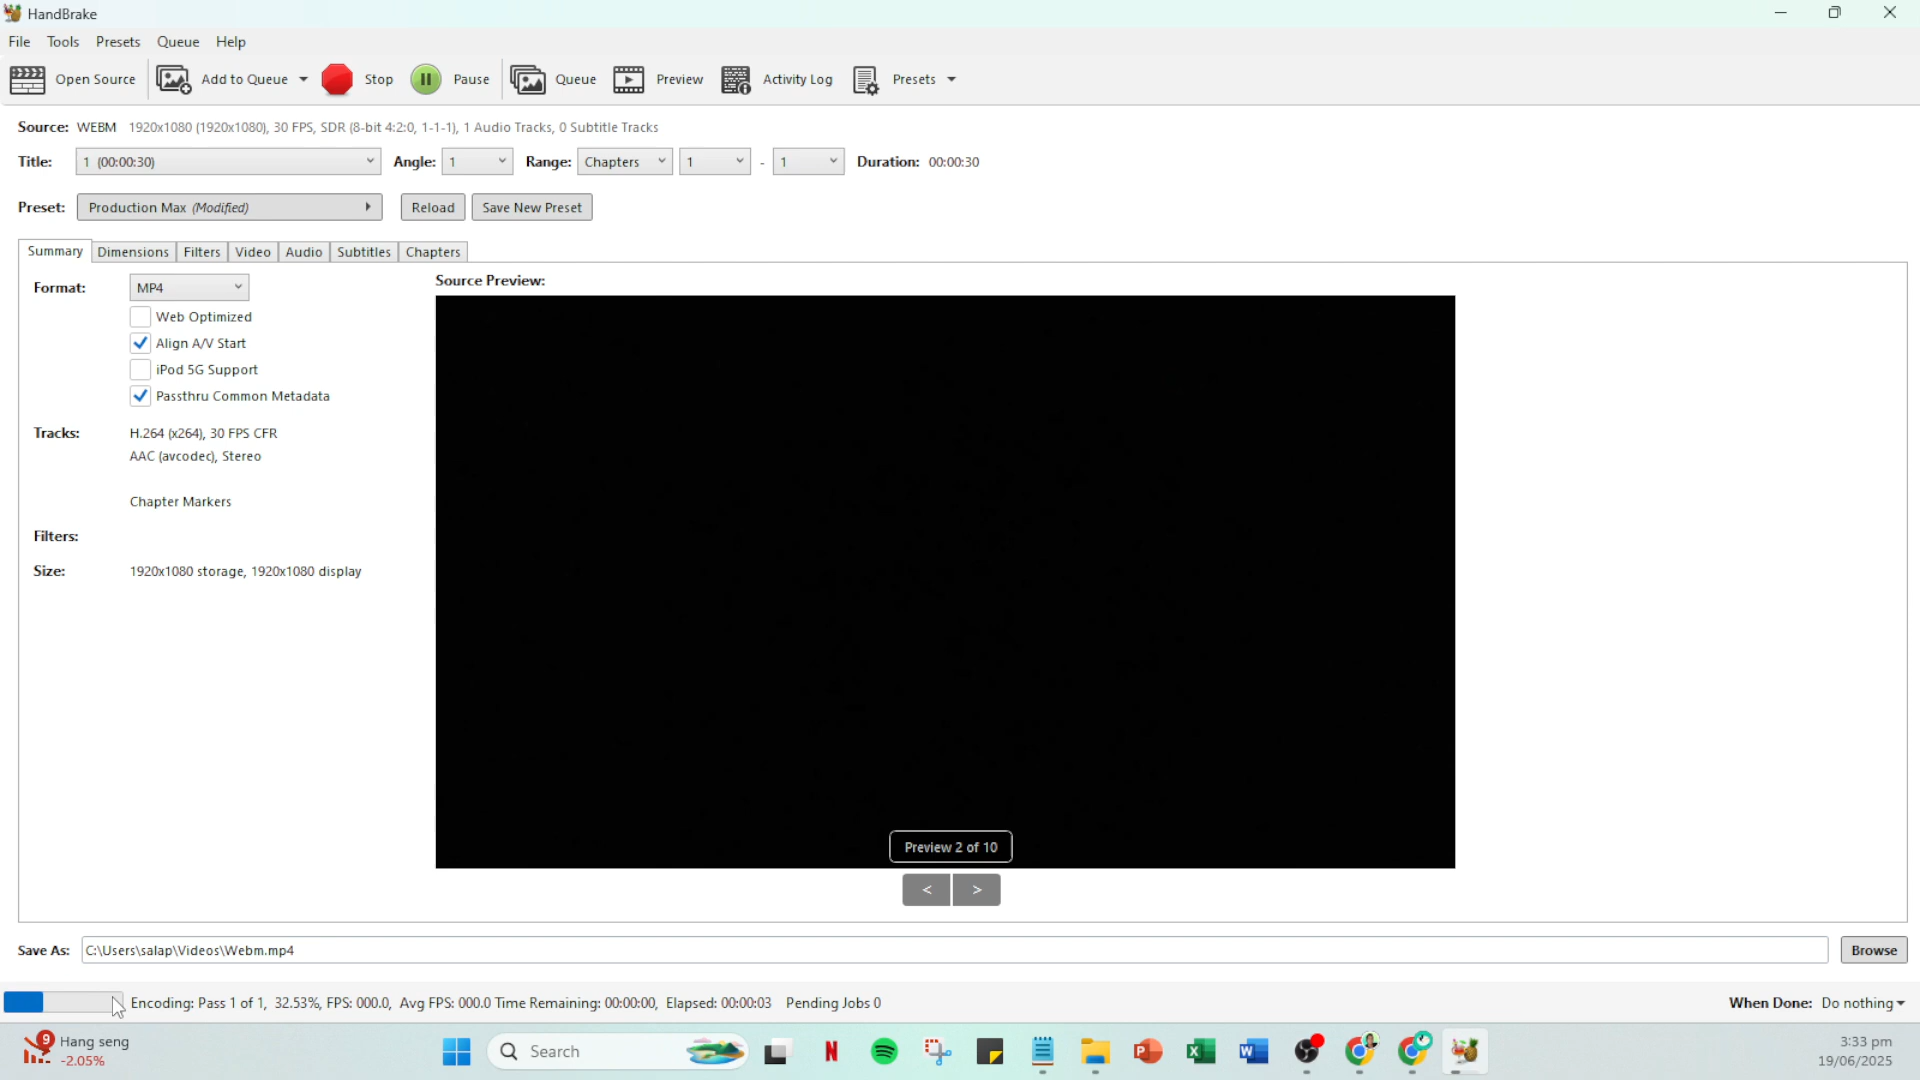 HandBrake
File Tools Presets Queue Help
Open Source Add to Queue Stop Pause Queue Preview Activity Log Presets
Source: WEBM 1920x1080 (1920x1080), 30 FPS, SDR (8-bit 4:2:0, 1-1-1), 1 Audio Tracks, 0 Subtitle Tracks
Title: 1 (00:00:30) Angle: 1 Range: Chapters 1 - 1 Duration: 00:00:30
Preset: Production Max (Modified) Reload Save New Preset
Summary Dimensions Filters Video Audio Subtitles Chapters
Format: MP4
Source Preview:
Web Optimized
Align A/V Start
iPod 5G Support
Passthru Common Metadata
Tracks: H.264 (x264), 30 FPS CFR
AAC (avcodec), Stereo
Chapter Markers
Filters:
Size: 1920x1080 storage, 1920x1080 display
Preview 2 of 10
< >
Save As: C:\Users\salap\Videos\Webm.mp4 Browse
Encoding: Pass 1 of 1, 32.53%, FPS: 000.0, Avg FPS: 000.0 Time Remaining: 00:00:00, Elapsed: 00:00:03 Pending Jobs 0 When Done: Do nothing
9 Hang seng
-2.05%
Search
N P X W
3:33 pm
19/06/2025